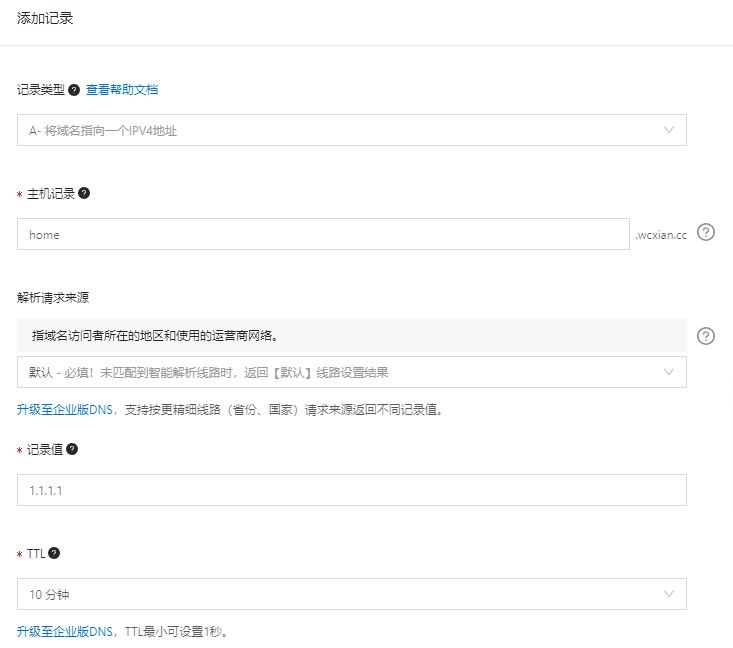 添加记录
记录类型 ? 查看帮助文档
A- 将域名指向一个IPV4地址
* 主机记录 ?
home .wcxian.cc ?
解析请求来源
指域名访问者所在的地区和使用的运营商网络。 ?
默认 - 必填！未匹配到智能解析线路时，返回【默认】线路设置结果
升级至企业版DNS，支持按更精细线路（省份、国家）请求来源返回不同记录值。
* 记录值 ?
1.1.1.1
* TTL ?
10 分钟
升级至企业版DNS，TTL最小可设置1秒。